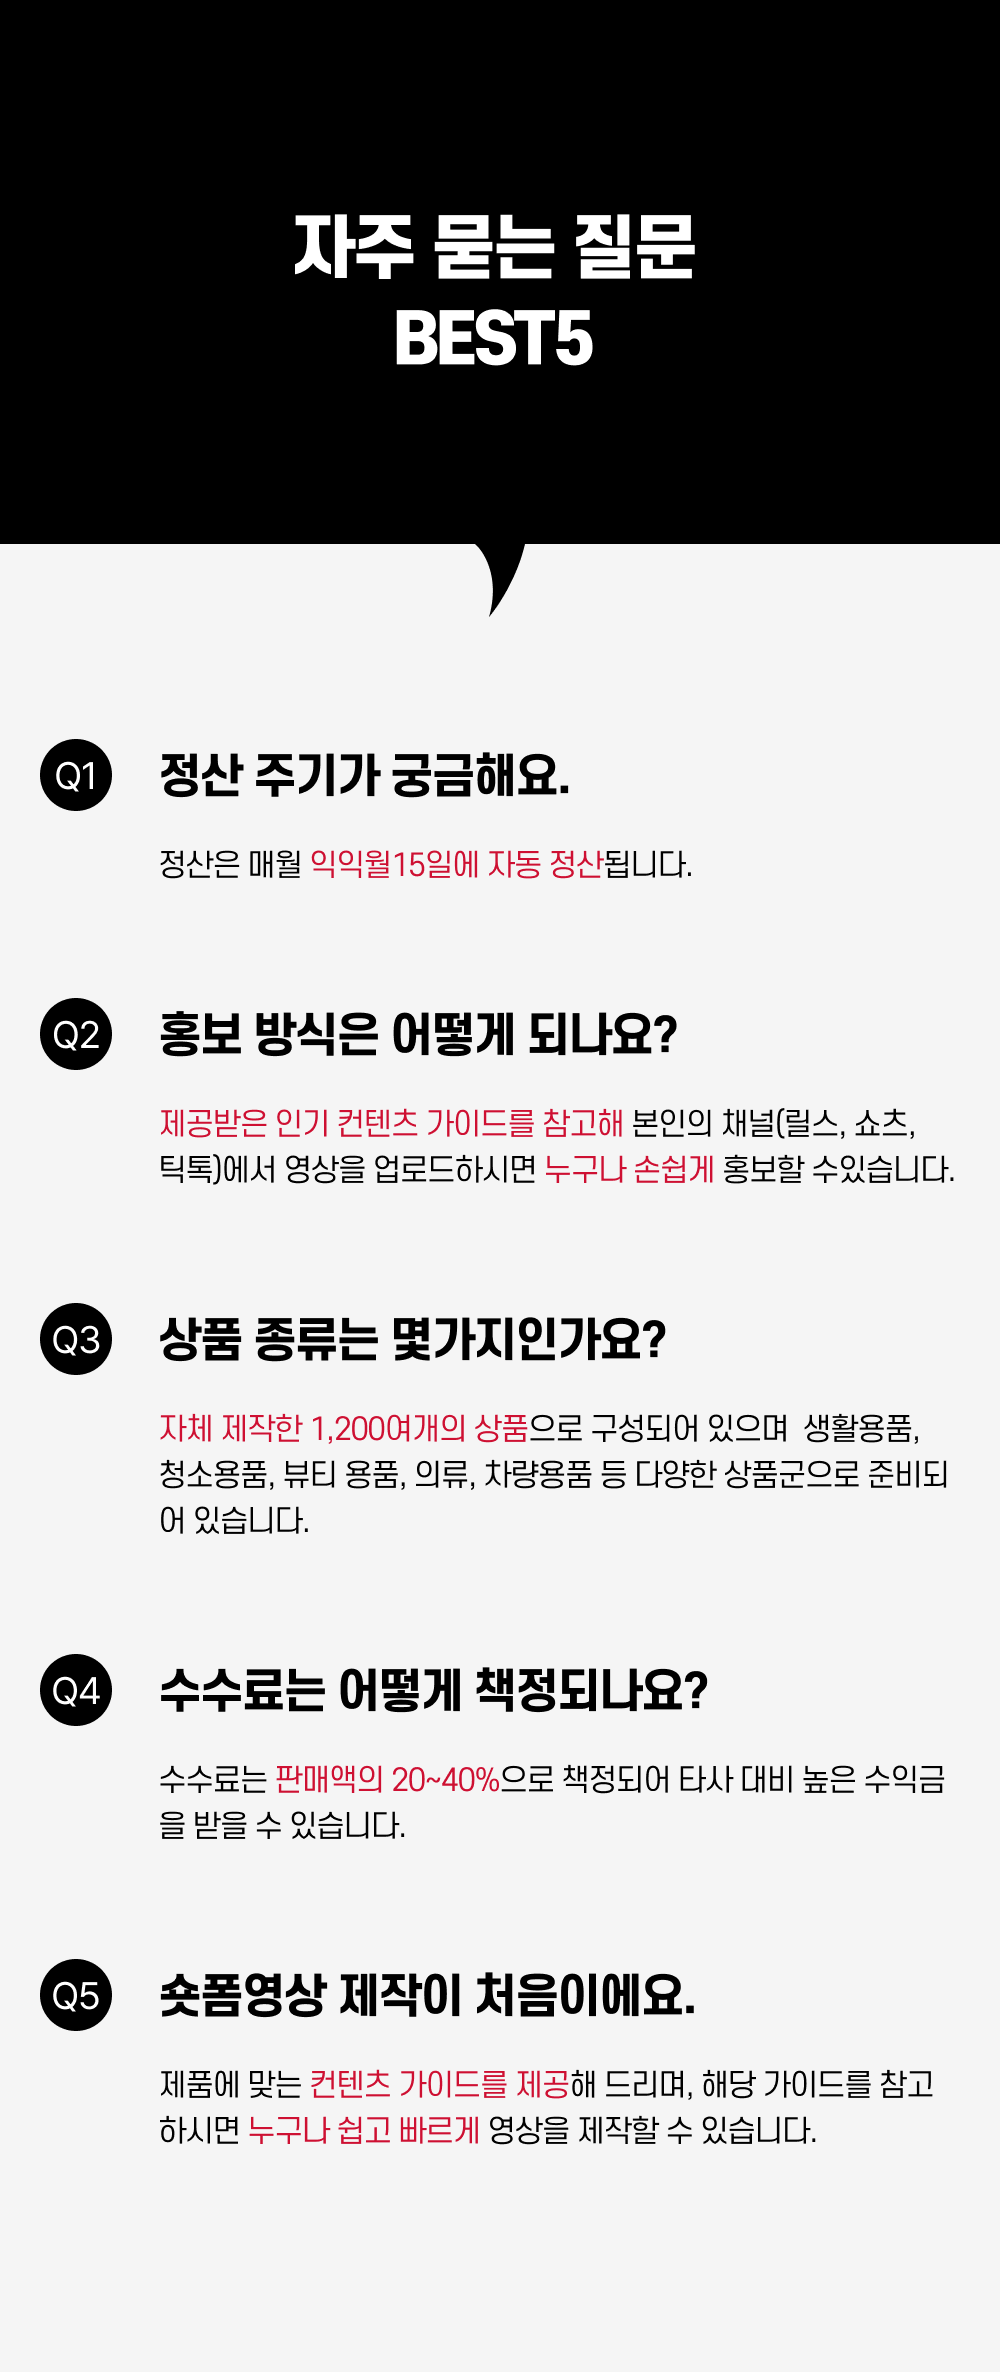 자주 묻는 질문
BEST5
Q1
정산 주기가 궁금해요.
정산은 매월 익익월15일에 자동 정산됩니다.
Q2
홍보 방식은 어떻게 되나요?
제공받은 인기 컨텐츠 가이드를 참고해 본인의 채널(릴스, 쇼츠,
틱톡)에서 영상을 업로드하시면 누구나 손쉽게 홍보할 수있습니다.
Q3
상품 종류는 몇가지인가요?
자체 제작한 1,200여개의 상품으로 구성되어 있으며  생활용품,
청소용품, 뷰티 용품, 의류, 차량용품 등 다양한 상품군으로 준비되
어 있습니다.
Q4
수수료는 어떻게 책정되나요?
수수료는 판매액의 20~40%으로 책정되어 타사 대비 높은 수익금
을 받을 수 있습니다.
Q5
숏폼영상 제작이 처음이에요.
제품에 맞는 컨텐츠 가이드를 제공해 드리며, 해당 가이드를 참고
하시면 누구나 쉽고 빠르게 영상을 제작할 수 있습니다.